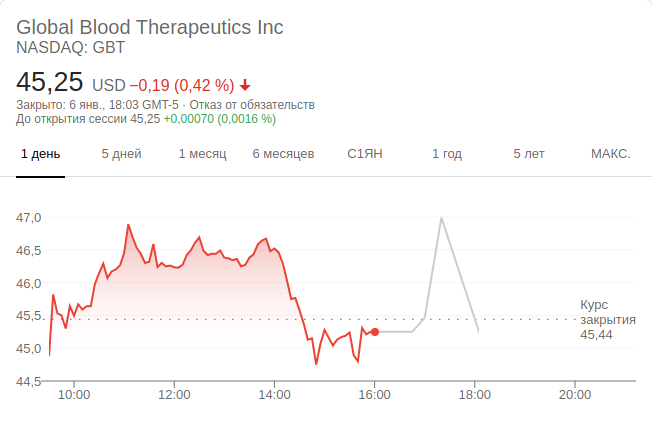 Global Blood Therapeutics Inc
NASDAQ: GBT
45,25 USD −0,19 (0,42 %)
Закрыто: 6 янв., 18:03 GMT-5 · Отказ от обязательств
До открытия сессии 45,25 +0,00070 (0,0016 %)
1 день 5 дней 1 месяц 6 месяцев С1ЯН 1 год 5 лет МАКС.
47,0
46,5
46,0
45,5
45,0
44,5
Курс
закрытия
45,44
10:00 12:00 14:00 16:00 18:00 20:00